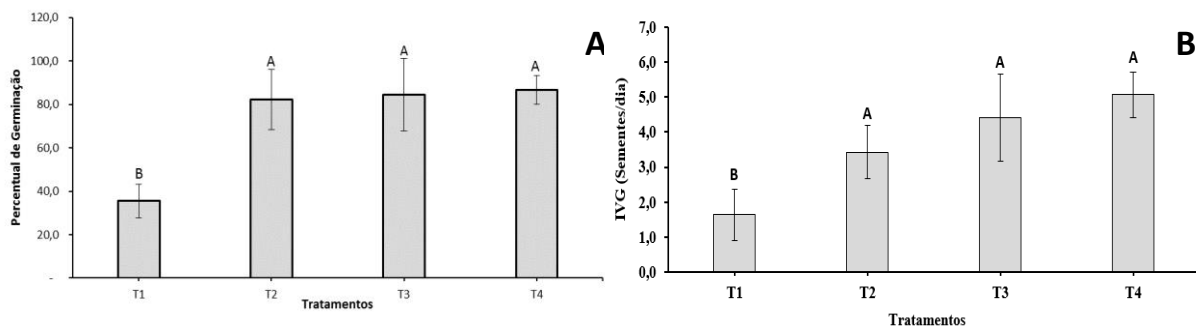 A
Percentual de Germinação
120,0
100,0
80,0
60,0
40,0
20,0
-
B
A
A
A
T1
T2
T3
T4
Tratamentos
B
IVG (Sementes/dia)
7,0
6,0
5,0
4,0
3,0
2,0
1,0
0,0
B
A
A
A
T1
T2
T3
T4
Tratamentos